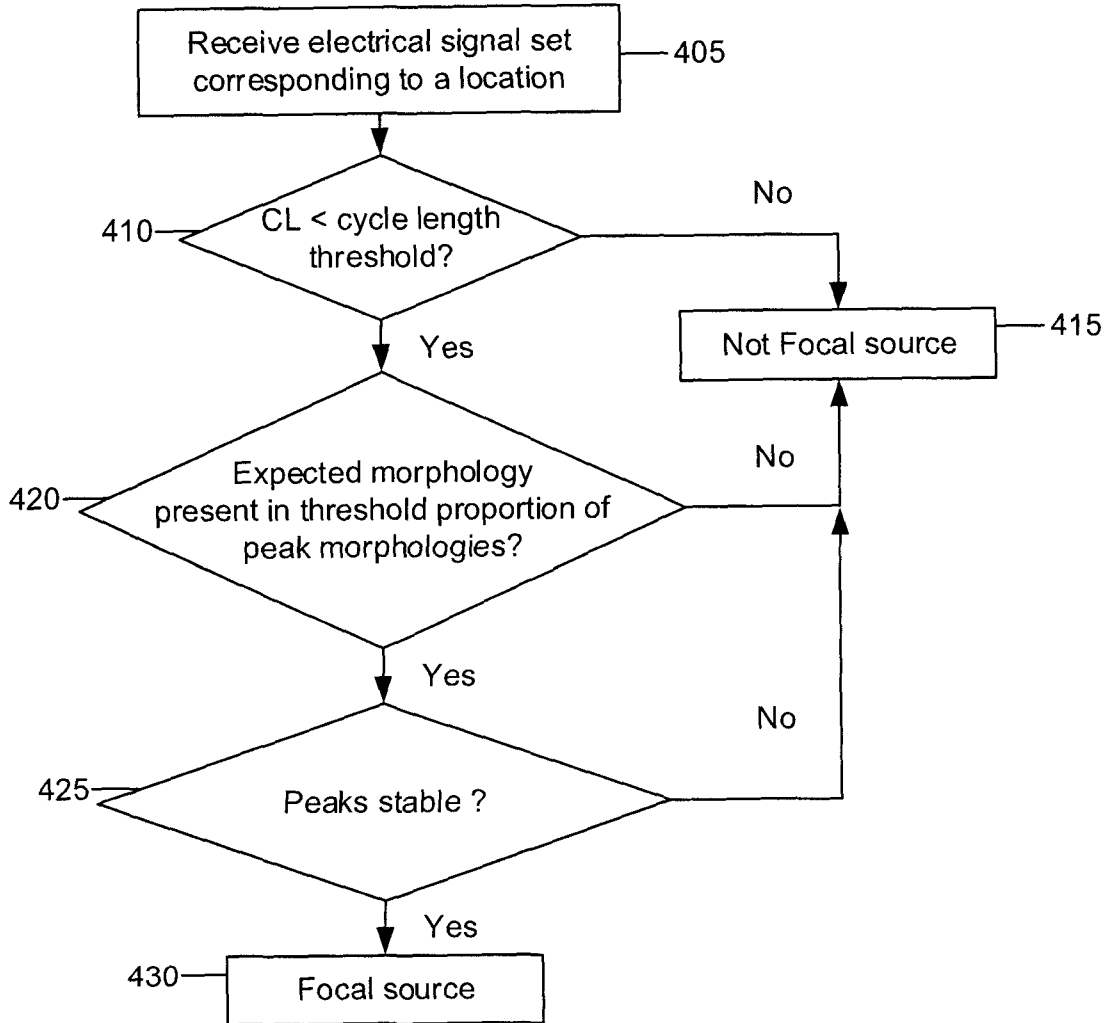 Receive electrical signal set
corresponding to a location
405
410
CL < cycle length
threshold?
No
Yes
Not Focal source
415
420
Expected morphology
present in threshold proportion of
peak morphologies?
No
Yes
425
Peaks stable ?
No
Yes
430
Focal source